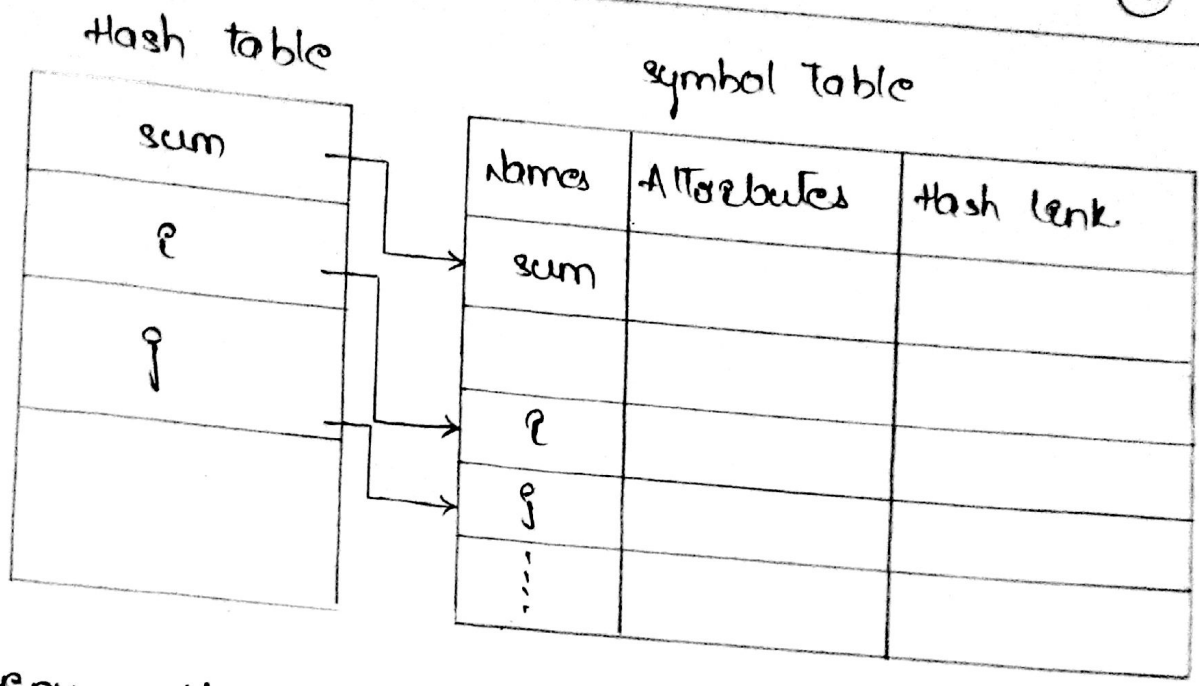 Hash table
sum
i
j
symbol Table
Names Attributes Hash link.
sum
i
j